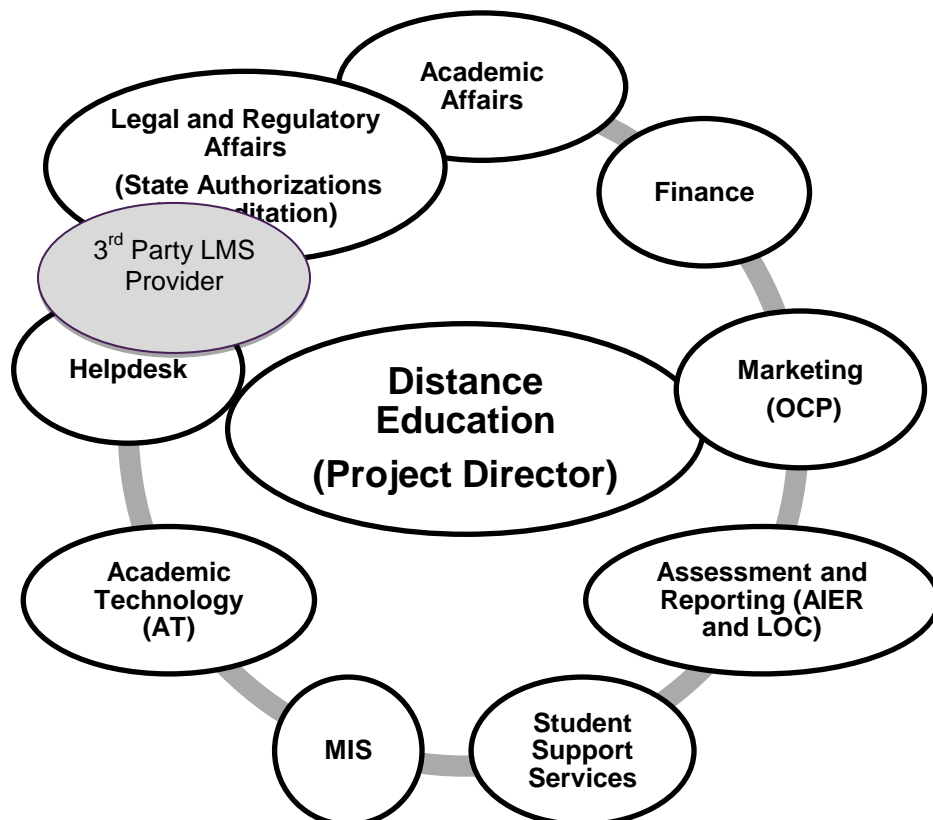 Academic
Affairs
Legal and Regulatory
Affairs
(State Authorizations
ditation)
3rd Party LMS
Provider
Finance
Helpdesk
Distance
Education
(Project Director)
Marketing
(OCP)
Academic
Technology
(AT)
Assessment and
Reporting (AIER
and LOC)
MIS
Student
Support
Services